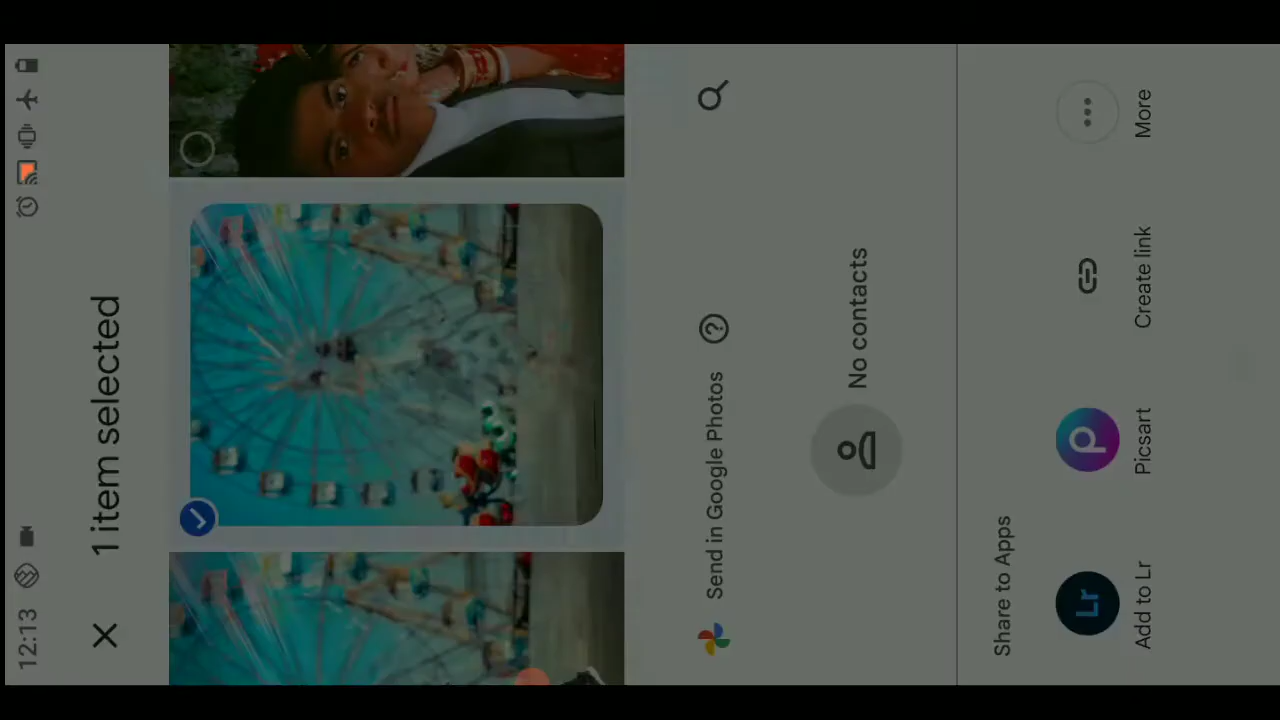 12:13
1 item selected
Send in Google Photos
No contacts
Share to Apps
Lr
Add to Lr
Picsart
Create link
More